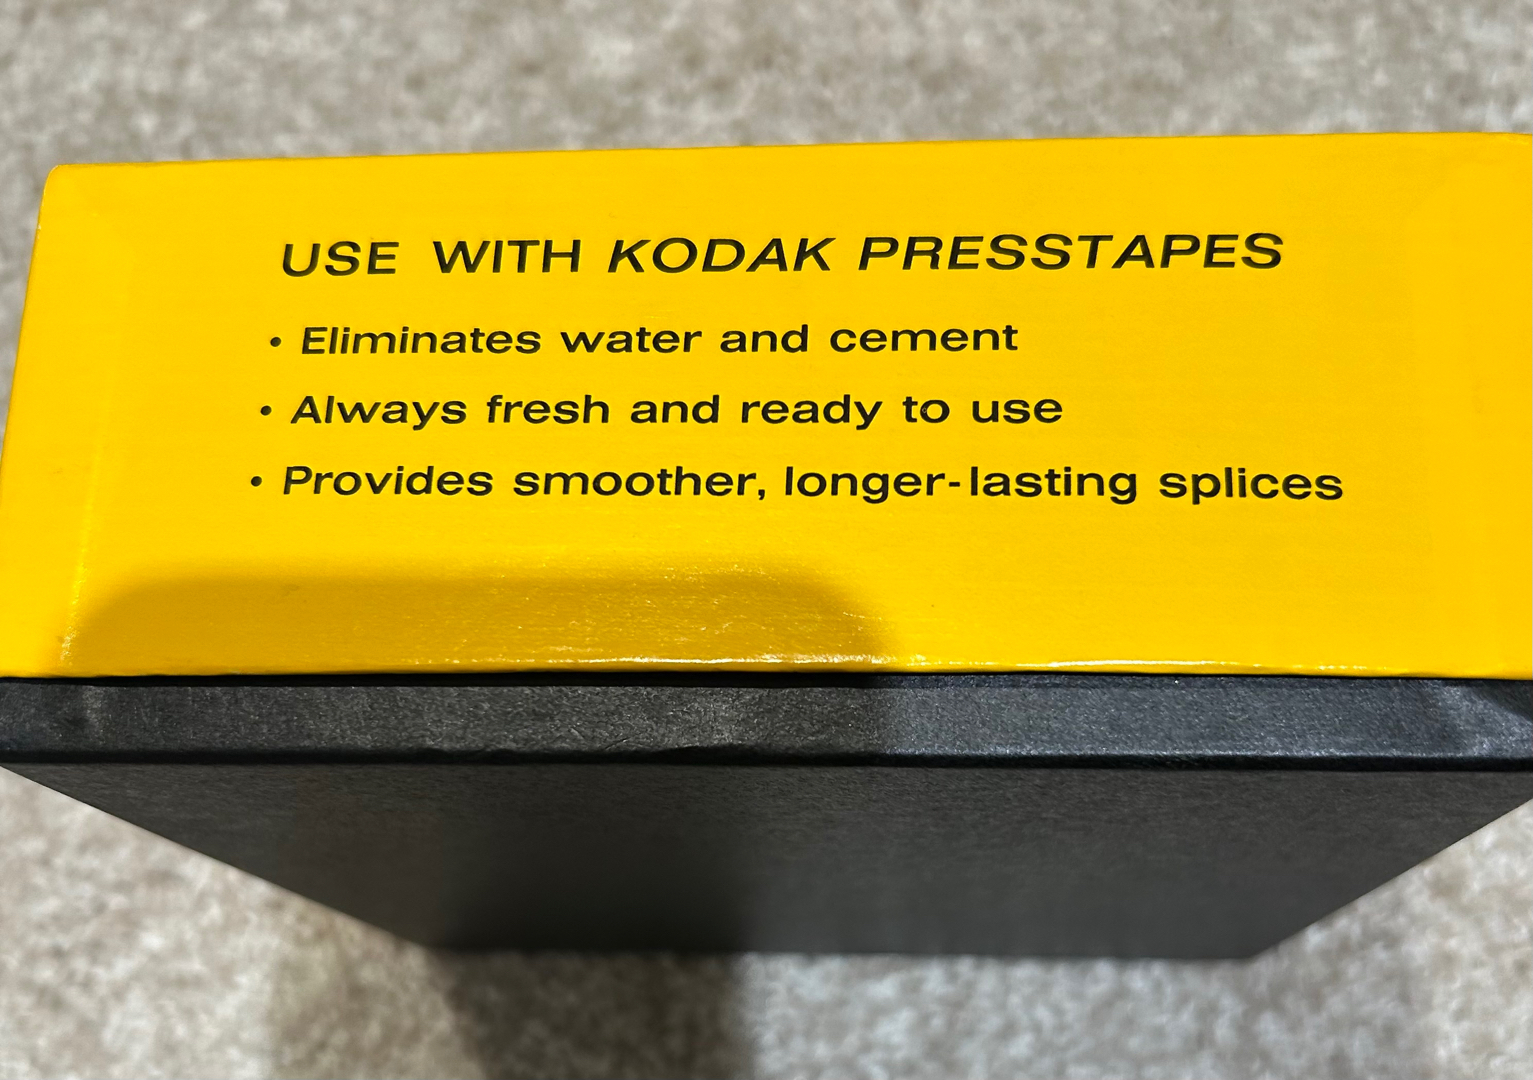 USE WITH KODAK PRESSTAPES
• Eliminates water and cement
• Always fresh and ready to use
• Provides smoother, longer-lasting splices